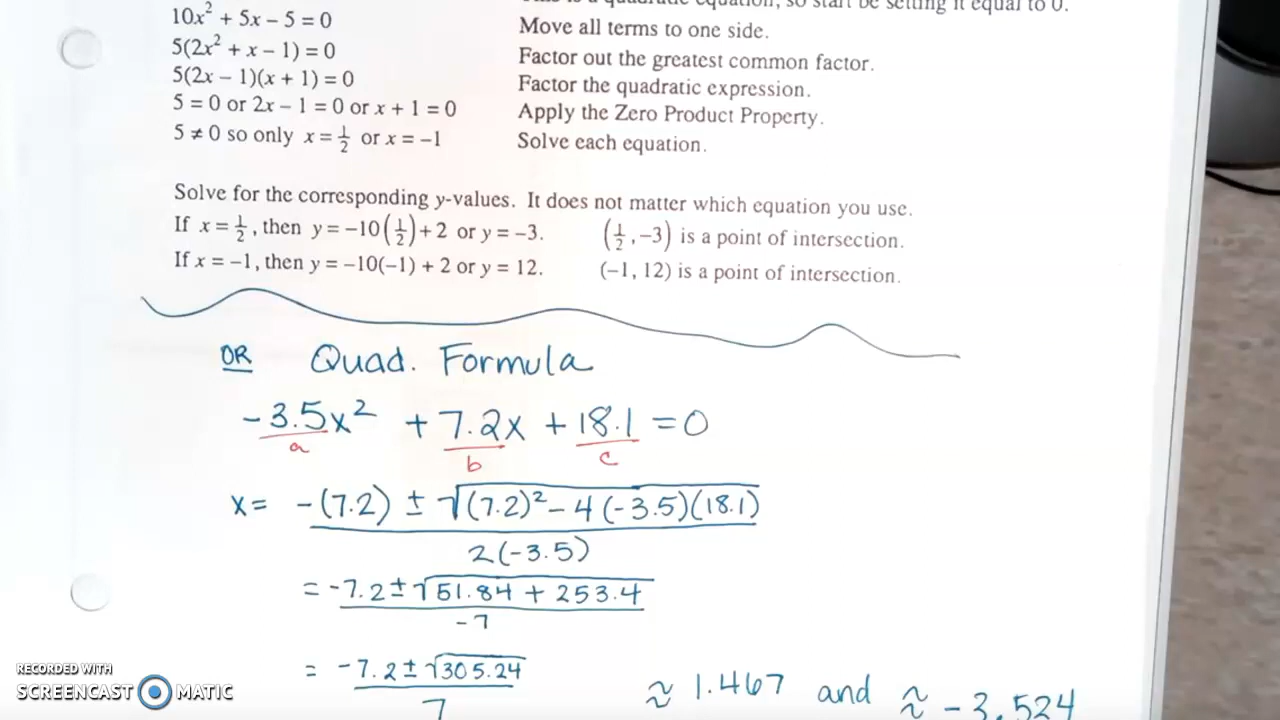 This is a quadratic equation, so start be setting it equal to 0.
10x² + 5x − 5 = 0 Move all terms to one side.
5(2x² + x − 1) = 0 Factor out the greatest common factor.
5(2x − 1)(x + 1) = 0 Factor the quadratic expression.
5 = 0 or 2x − 1 = 0 or x + 1 = 0 Apply the Zero Product Property.
5 ≠ 0 so only x = 1/2 or x = −1 Solve each equation.
Solve for the corresponding y-values. It does not matter which equation you use.
If x = 1/2, then y = −10(1/2) + 2 or y = −3. (1/2, −3) is a point of intersection.
If x = −1, then y = −10(−1) + 2 or y = 12. (−1, 12) is a point of intersection.
OR Quad. Formula
-3.5x² + 7.2x + 18.1 = 0
a b c
x = -(7.2) ± √(7.2)² - 4(-3.5)(18.1)
2(-3.5)
= -7.2 ± √51.84 + 253.4
-7
= -7.2 ± √305.24
7
≈ 1.467 and ≈ -3.524
RECORDED WITH
SCREENCAST MATIC